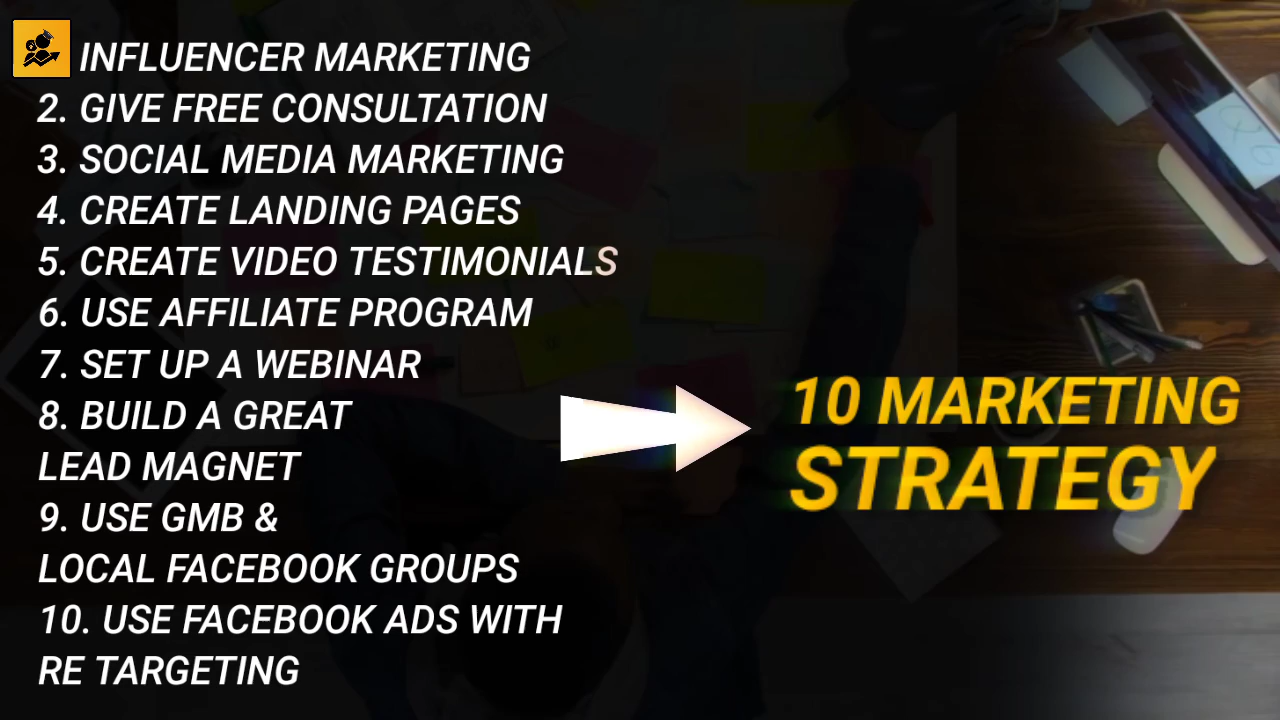 INFLUENCER MARKETING
2. GIVE FREE CONSULTATION
3. SOCIAL MEDIA MARKETING
4. CREATE LANDING PAGES
5. CREATE VIDEO TESTIMONIALS
6. USE AFFILIATE PROGRAM
7. SET UP A WEBINAR
8. BUILD A GREAT
LEAD MAGNET
9. USE GMB &
LOCAL FACEBOOK GROUPS
10. USE FACEBOOK ADS WITH
RE TARGETING
10 MARKETING
STRATEGY